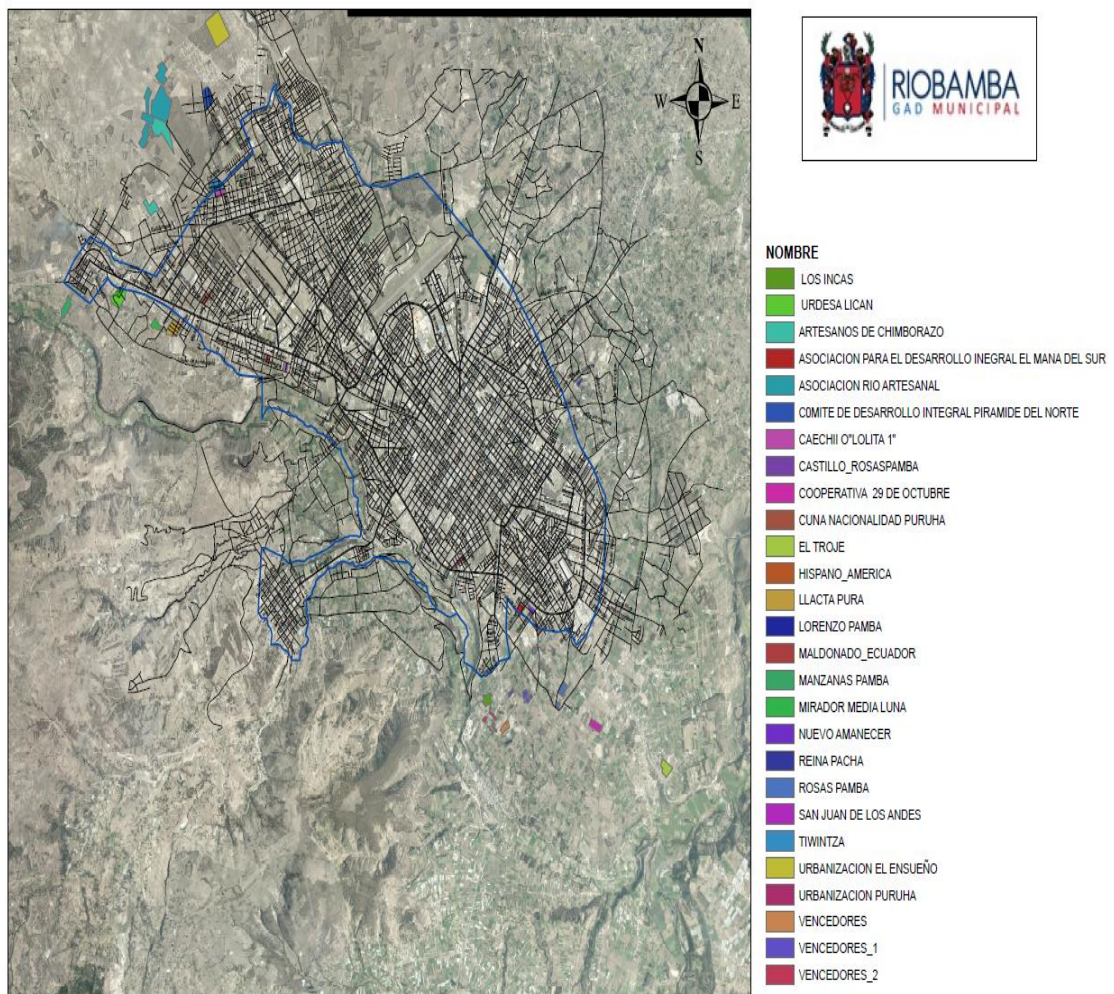 N
W E
S
RIOBAMBA
GAD MUNICIPAL
NOMBRE
LOS INCAS
URDESA LICAN
ARTESANOS DE CHIMBORAZO
ASOCIACION PARA EL DESARROLLO INEGRAL EL MANA DEL SUR
ASOCIACION RIO ARTESANAL
C0MITE DE DESARROLLO INTEGRAL PIRAMIDE DEL NORTE
CAECHII O"LOLITA 1"
CASTILLO_ROSASPAMBA
COOPERATIVA 29 DE OCTUBRE
CUNA NACIONALIDAD PURUHA
EL TROJE
HISPANO_AMERICA
LLACTA PURA
LORENZO PAMBA
MALDONADO_ECUADOR
MANZANAS PAMBA
MIRADOR MEDIA LUNA
NUEVO AMANECER
REINA PACHA
ROSAS PAMBA
SAN JUAN DE LOS ANDES
TIWINTZA
URBANIZACION EL ENSUEÑO
URBANIZACION PURUHA
VENCEDORES
VENCEDORES_1
VENCEDORES_2